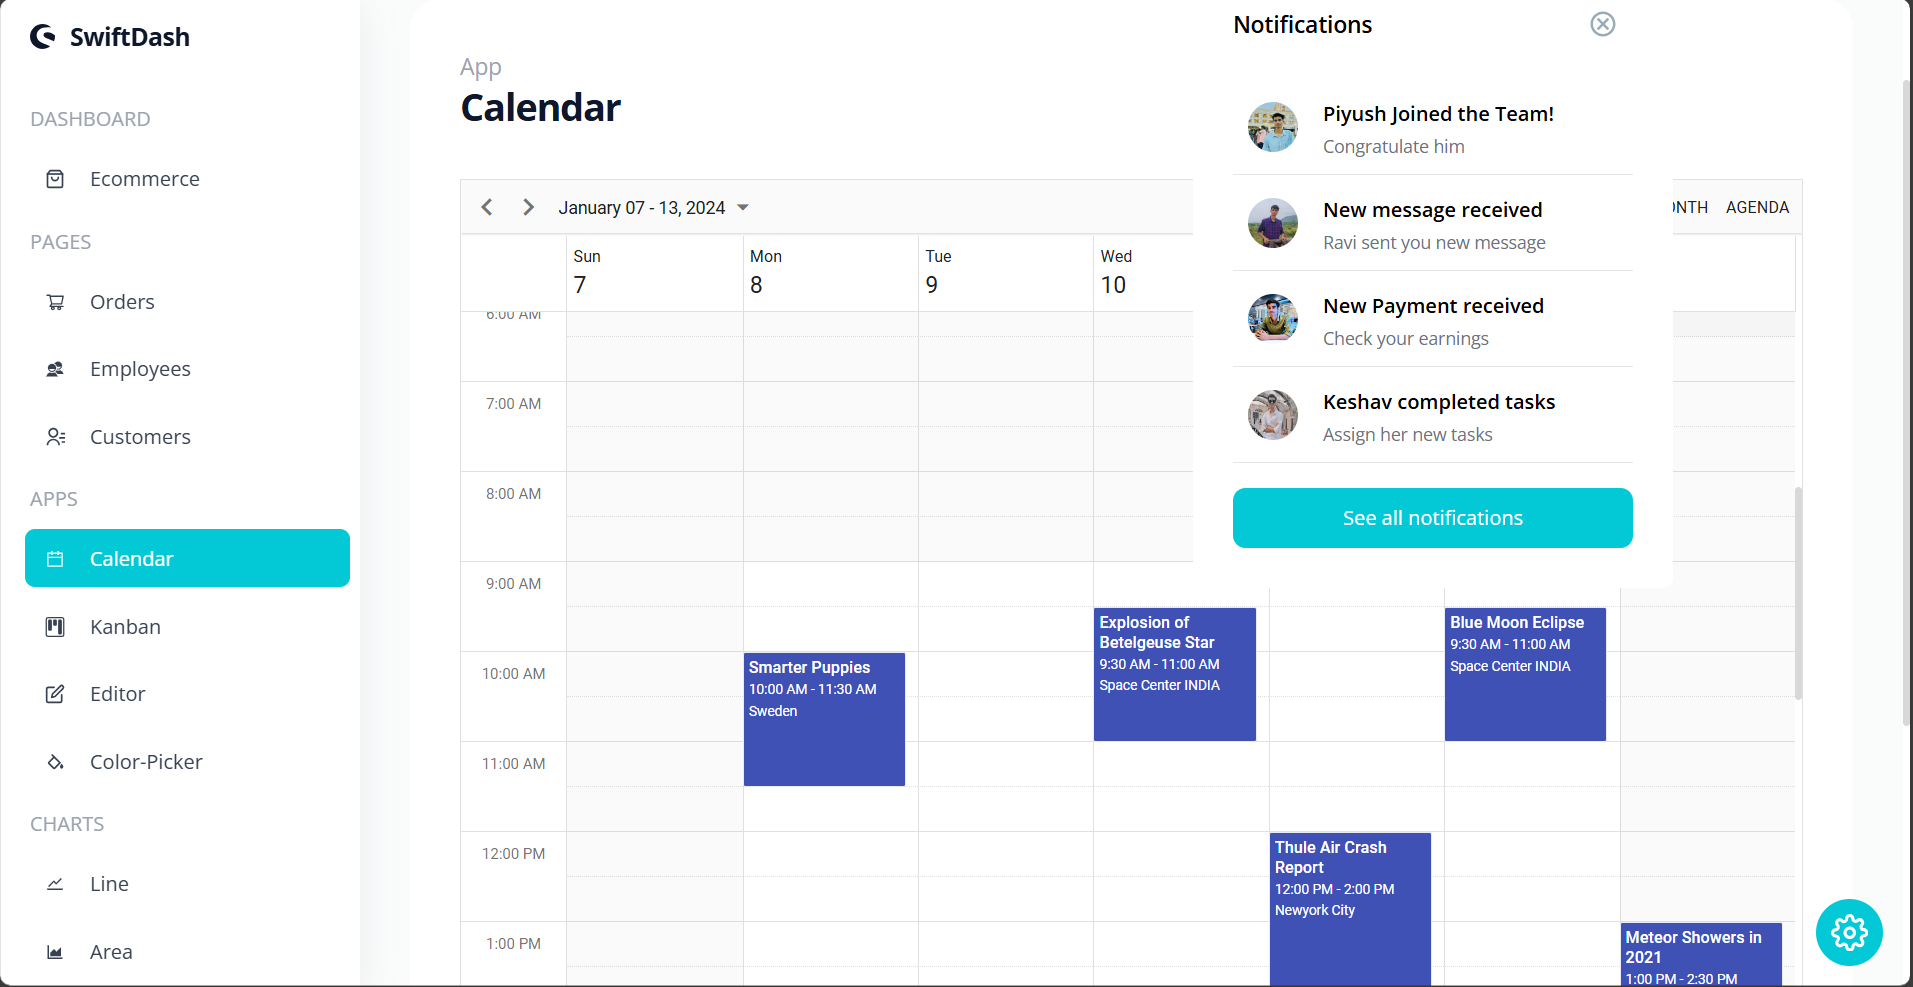 SwiftDash
DASHBOARD
Ecommerce
PAGES
Orders
Employees
Customers
APPS
Calendar
Kanban
Editor
Color-Picker
CHARTS
Line
Area
App
Calendar
January 07 - 13, 2024
AGENDA
Sun
7
Mon
8
Tue
9
Wed
10
6:00 AM
7:00 AM
8:00 AM
9:00 AM
10:00 AM
11:00 AM
12:00 PM
1:00 PM
Smarter Puppies
10:00 AM - 11:30 AM
Sweden
Explosion of
Betelgeuse Star
9:30 AM - 11:00 AM
Space Center INDIA
Thule Air Crash
Report
12:00 PM - 2:00 PM
Newyork City
Blue Moon Eclipse
9:30 AM - 11:00 AM
Space Center INDIA
Meteor Showers in
2021
1:00 PM - 2:30 PM
Notifications
Piyush Joined the Team!
Congratulate him
New message received
Ravi sent you new message
New Payment received
Check your earnings
Keshav completed tasks
Assign her new tasks
See all notifications